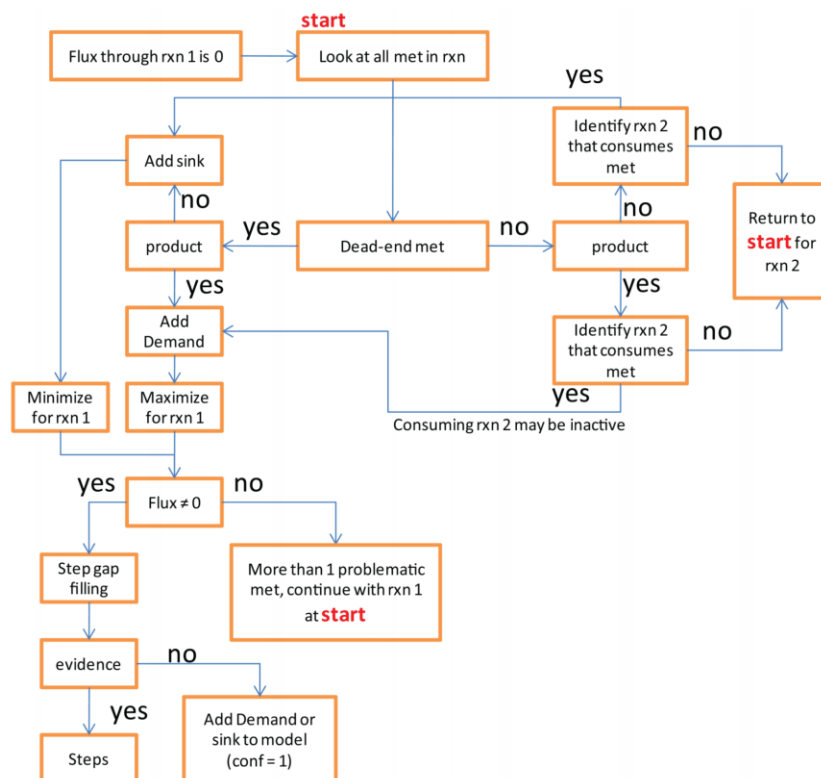 start
Flux through rxn 1 is 0
Look at all met in rxn
yes
Identify rxn 2
that consumes
met
no
Add sink
no
no
Return to
start for
rxn 2
product
yes
Dead-end met
no
product
yes
yes
Add
Demand
Identify rxn 2
that consumes
met
no
yes
Minimize
for rxn 1
Maximize
for rxn 1
Consuming rxn 2 may be inactive
yes
Flux ≠ 0
no
Step gap
filling
More than 1 problematic
met, continue with rxn 1
at start
evidence
no
yes
Add Demand or
sink to model
(conf = 1)
Steps